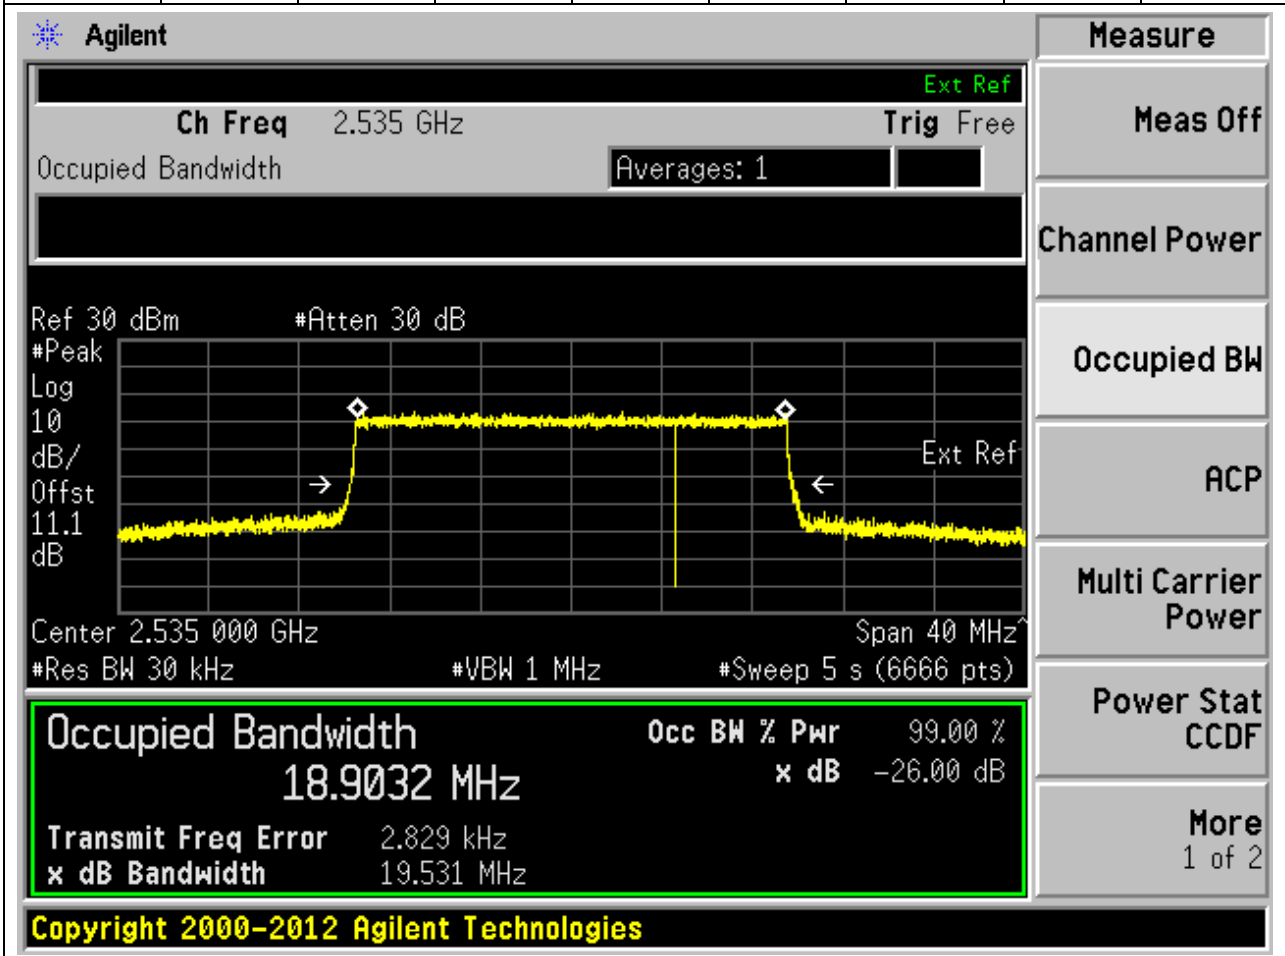 Agilent
Measure
Ext Ref
Ch Freq 2.535 GHz Trig Free
Meas Off
Occupied Bandwidth Averages: 1
Channel Power
Ref 30 dBm #Atten 30 dB
#Peak
Log
10
dB/
Offst
11.1
dB
Ext Ref
Occupied BW
ACP
Center 2.535 000 GHz Span 40 MHz^
#Res BW 30 kHz #VBW 1 MHz #Sweep 5 s (6666 pts)
Multi Carrier
Power
Occupied Bandwidth Occ BW % Pwr 99.00 %
18.9032 MHz x dB -26.00 dB
Power Stat
CCDF
Transmit Freq Error 2.829 kHz
x dB Bandwidth 19.531 MHz
More
1 of 2
Copyright 2000-2012 Agilent Technologies